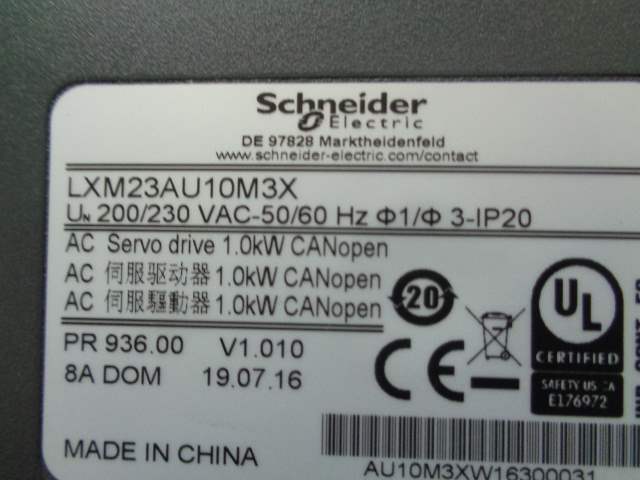 Schneider
Electric
DE 97828 Marktheidenfeld
www.schneider-electric.com/contact
LXM23AU10M3X
UN 200/230 VAC-50/60 Hz Φ1/Φ 3-IP20
AC Servo drive 1.0kW CANopen
AC 伺服驱动器 1.0kW CANopen
AC 伺服驅動器 1.0kW CANopen
20
UL
CERTIFIED
SAFETY US CA
E176972
PR 936.00 V1.010
8A DOM 19.07.16
CE
MADE IN CHINA
AU10M3XW16300031